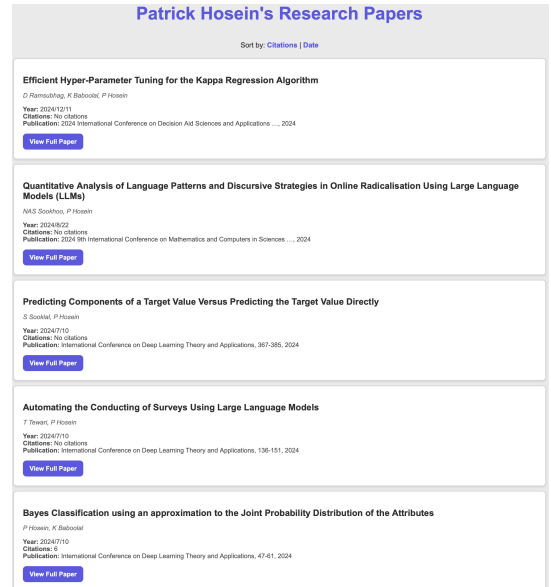 Patrick Hosein's Research Papers
Sort by: Citations | Date
Efficient Hyper-Parameter Tuning for the Kappa Regression Algorithm
D Ramsubhag, K Baboolal, P Hosein
Year: 2024/12/11
Citations: No citations
Publication: 2024 International Conference on Decision Aid Sciences and Applications ..., 2024
View Full Paper
Quantitative Analysis of Language Patterns and Discursive Strategies in Online Radicalisation Using Large Language
Models (LLMs)
NAS Sookhoo, P Hosein
Year: 2024/8/22
Citations: No citations
Publication: 2024 9th International Conference on Mathematics and Computers in Sciences ..., 2024
View Full Paper
Predicting Components of a Target Value Versus Predicting the Target Value Directly
S Sooklal, P Hosein
Year: 2024/7/10
Citations: No citations
Publication: International Conference on Deep Learning Theory and Applications, 367-385, 2024
View Full Paper
Automating the Conducting of Surveys Using Large Language Models
T Tewari, P Hosein
Year: 2024/7/10
Citations: No citations
Publication: International Conference on Deep Learning Theory and Applications, 136-151, 2024
View Full Paper
Bayes Classification using an approximation to the Joint Probability Distribution of the Attributes
P Hosein, K Baboolal
Year: 2024/7/10
Citations: 6
Publication: International Conference on Deep Learning Theory and Applications, 47-61, 2024
View Full Paper